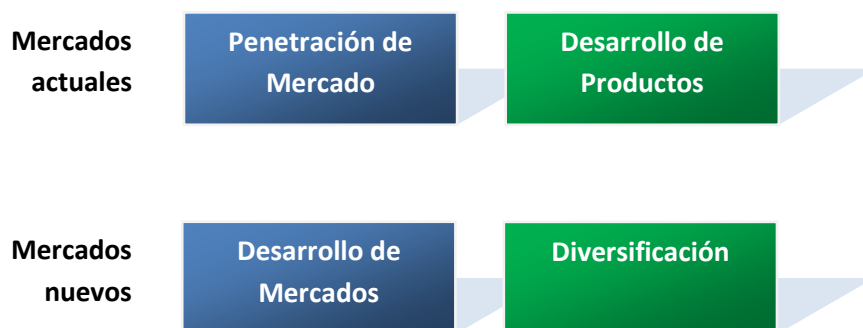 Mercados
actuales
Penetración de
Mercado
Desarrollo de
Productos
Mercados
nuevos
Desarrollo de
Mercados
Diversificación